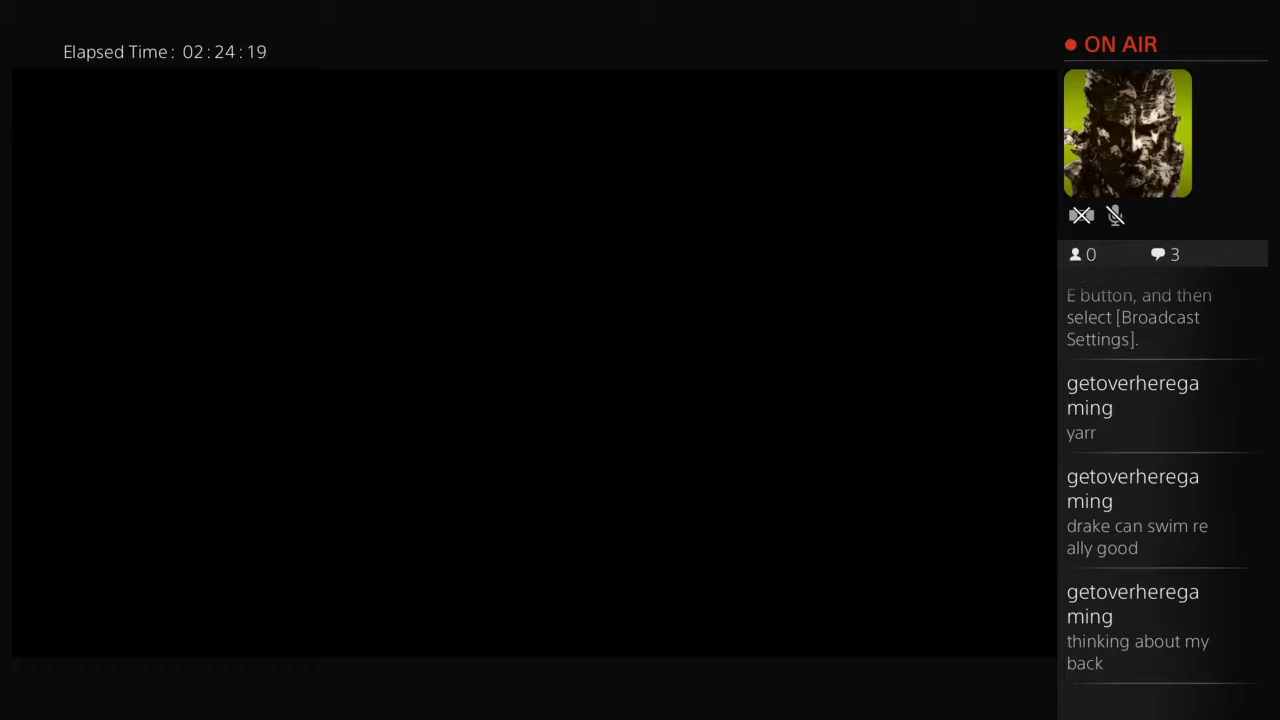 Elapsed Time: 02:24:19
ON AIR
0 3
E button, and then
select [Broadcast
Settings].
getoverherega
ming
yarr
getoverherega
ming
drake can swim re
ally good
getoverherega
ming
thinking about my
back